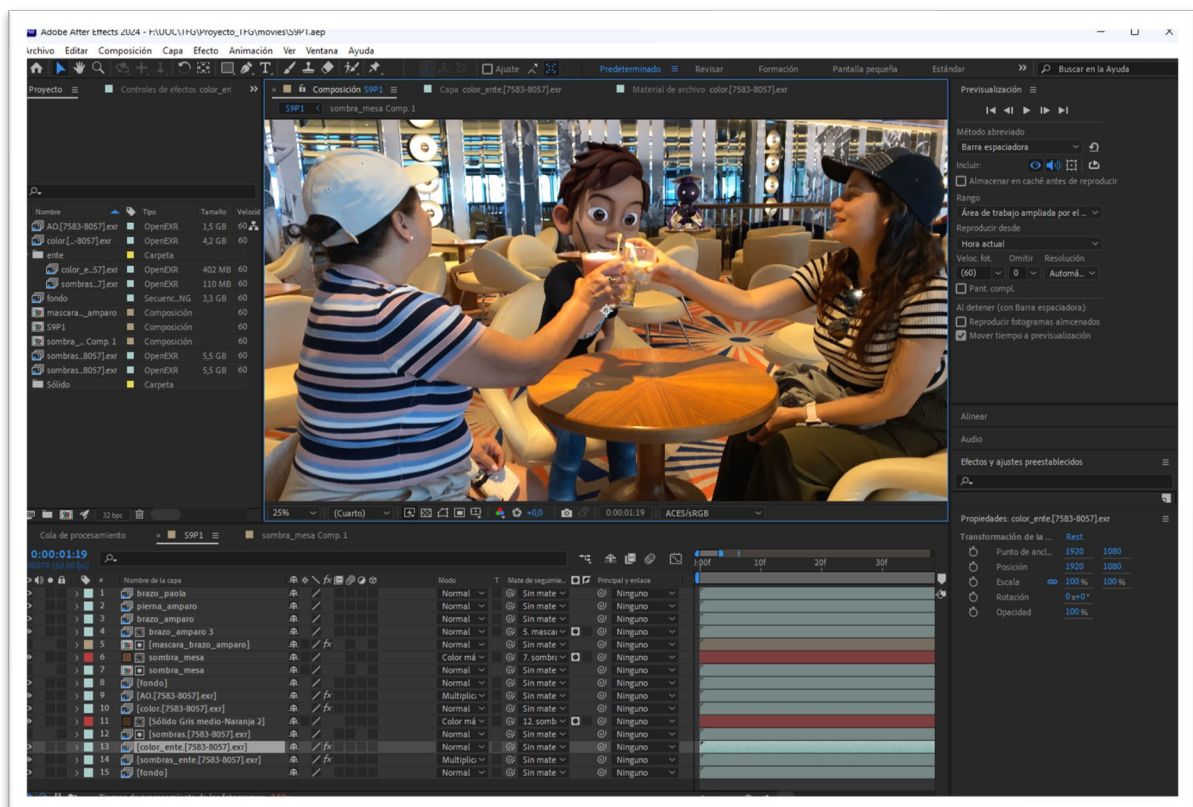 Adobe After Effects 2024 - F:\UOC\TFG\Proyecto_TFG\movies\S9P1.aep
Archivo Editar Composición Capa Efecto Animación Ver Ventana Ayuda
Ajuste Predeterminado Revisar Formación Pantalla pequeña Estándar Buscar en la Ayuda
Proyecto Controles de efectos color_en
Composición S9P1 Capa color_ente.[7583-8057].exr Material de archivo color.[7583-8057].exr
S9P1 sombra_mesa Comp. 1
Nombre Tipo Tamaño Velocid
AO.[7583-8057].exr OpenEXR 1,5 GB 60
color.[...-8057].exr OpenEXR 4,2 GB 60
ente Carpeta
color_e...57].exr OpenEXR 402 MB 60
sombras...7].exr OpenEXR 110 MB 60
fondo Secuenc...NG 3,3 GB 60
mascara_..._amparo Composición 60
S9P1 Composición 60
sombra_... Comp. 1 Composición 60
sombras...8057].exr OpenEXR 5,5 GB 60
sombras...8057].exr OpenEXR 5,5 GB 60
Sólido Carpeta
32 bpc
25% (Cuarto) +0,0 0:00:01:19 ACES/sRGB
Previsualización
Método abreviado
Barra espaciadora
Incluir:
Almacenar en caché antes de reproducir
Rango
Área de trabajo ampliada por el ...
Reproducir desde
Hora actual
Veloc. fot. Omitir Resolución
(60) 0 Automá...
Pant. compl.
Al detener (con Barra espaciadora):
Reproducir fotogramas almcenados
Mover tiempo a previsualización
Alinear
Audio
Efectos y ajustes preestablecidos
Propiedades: color_ente.[7583-8057].exr
Transformación de la ... Rest.
Punto de ancl... 1920 1080
Posición 1920 1080
Escala 100 % 100 %
Rotación 0x+0°
Opacidad 100 %
Cola de procesamiento S9P1 sombra_mesa Comp. 1
0:00:01:19
00079 (60.00 fps)
):00f 10f 20f 30f
# Nombre de la capa Modo T Mate de seguimie... Principal y enlace
1 brazo_paola Normal Sin mate Ninguno
2 pierna_amparo Normal Sin mate Ninguno
3 brazo_amparo Normal Sin mate Ninguno
4 brazo_amparo 3 Normal 5. mascar Ninguno
5 [mascara_brazo_amparo] Normal Sin mate Ninguno
6 sombra_mesa Color má 7. sombra Ninguno
7 sombra_mesa Normal Sin mate Ninguno
8 [fondo] Normal Sin mate Ninguno
9 [AO.[7583-8057].exr] Multiplic Sin mate Ninguno
10 [color.[7583-8057].exr] Normal Sin mate Ninguno
11 [Sólido Gris medio-Naranja 2] Color má 12. somb Ninguno
12 [sombras.[7583-8057].exr] Normal Sin mate Ninguno
13 [color_ente.[7583-8057].exr] Normal Sin mate Ninguno
14 [sombras_ente.[7583-8057].exr] Multiplic Sin mate Ninguno
15 [fondo] Normal Sin mate Ninguno